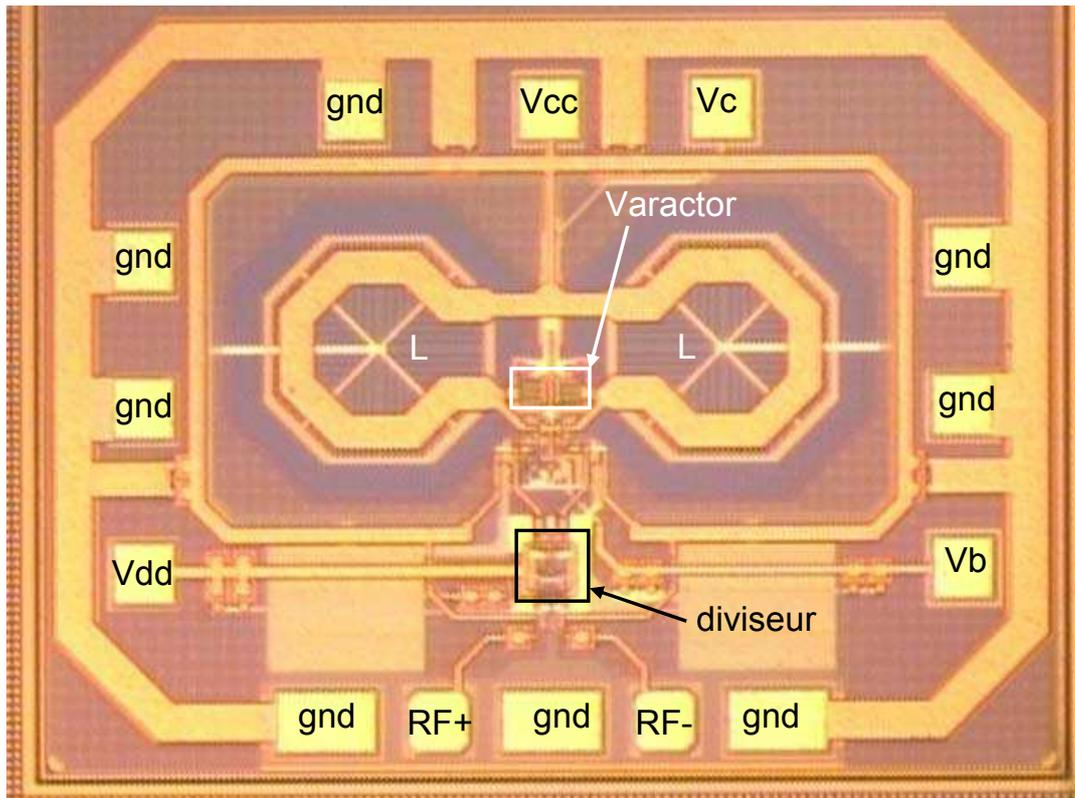 gnd
Vcc
Vc
Varactor
gnd
gnd
L
L
gnd
gnd
Vdd
Vb
diviseur
gnd
RF+
gnd
RF-
gnd